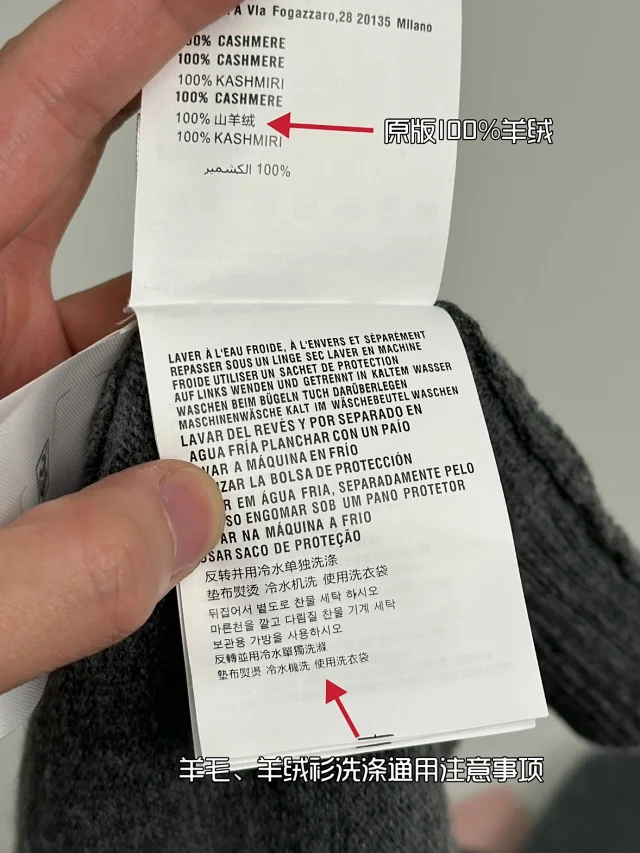 A VIa Fogazzaro,28 20135 MIlano
100% CASHMERE
100% CASHMERE
100% KASHMIRI
100% CASHMERE
100% 山羊绒
100% KASHMIRI
100% الكشمير
原版100%羊绒
LAVER À L'EAU FROIDE, À L'ENVERS ET SÉPARÉMENT
REPASSER SOUS UN LINGE SEC LAVER EN MACHINE
FROIDE UTILISER UN SACHET DE PROTECTION
AUF LINKS WENDEN UND GETRENNT IN KALTEM WASSER
WASCHEN BEIM BÜGELN TUCH DARÜBERLEGEN
MASCHINENWÄSCHE KALT IM WÄSCHEBEUTEL WASCHEN
LAVAR DEL REVÉS Y POR SEPARADO EN
AGUA FRÍA PLANCHAR CON UN PAÍO
VAR A MÁQUINA EN FRÍO
IZAR LA BOLSA DE PROTECCIÓN
R EM ÁGUA FRIA, SEPARADAMENTE PELO
SO ENGOMAR SOB UM PANO PROTETOR
AR NA MÁQUINA A FRIO
SAR SACO DE PROTEÇÃO
反转并用冷水单独洗涤
垫布熨烫 冷水机洗 使用洗衣袋
뒤집어서 별도로 찬물 세탁 하시오
마른천을 깔고 다림질 찬물 기계 세탁
보관용 가방을 사용하시오
反轉並用冷水單獨洗滌
墊布熨燙 冷水機洗 使用洗衣袋
羊毛、羊绒衫洗涤通用注意事项